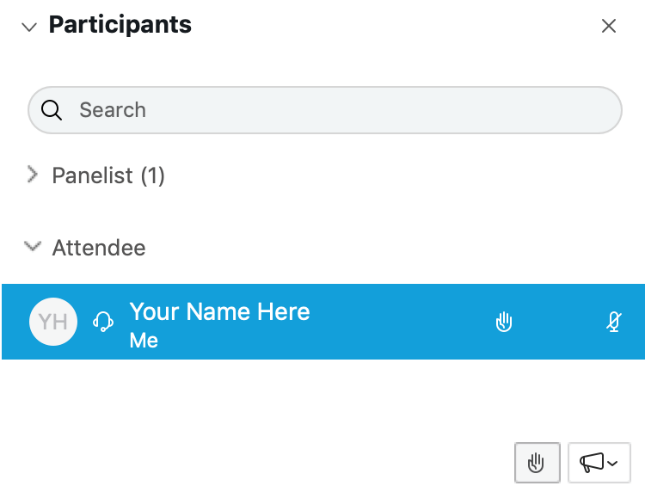 Participants
Search
Panelist (1)
Attendee
YH
Your Name Here
Me